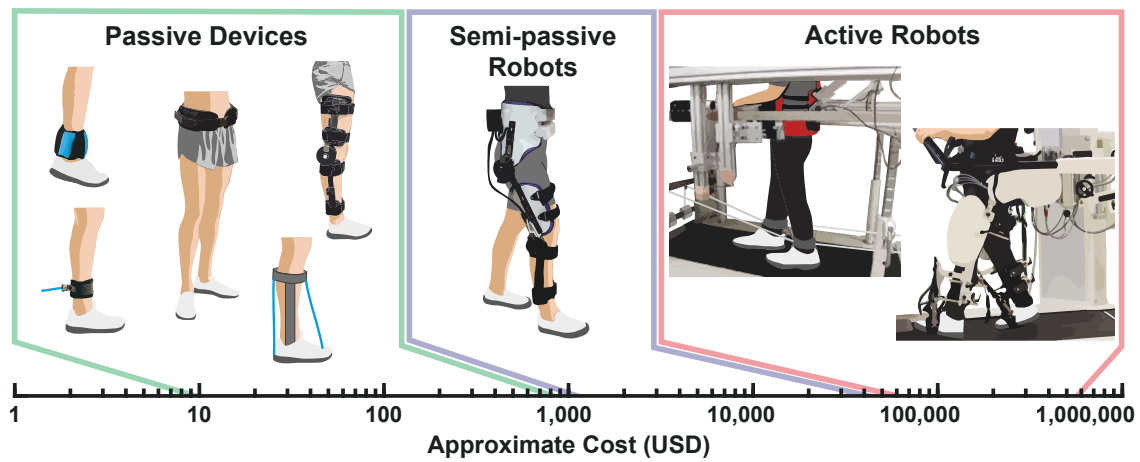 Passive Devices
Semi-passive
Robots
Active Robots
1 10 100 1,000 10,000 100,000 1,000,000
Approximate Cost (USD)